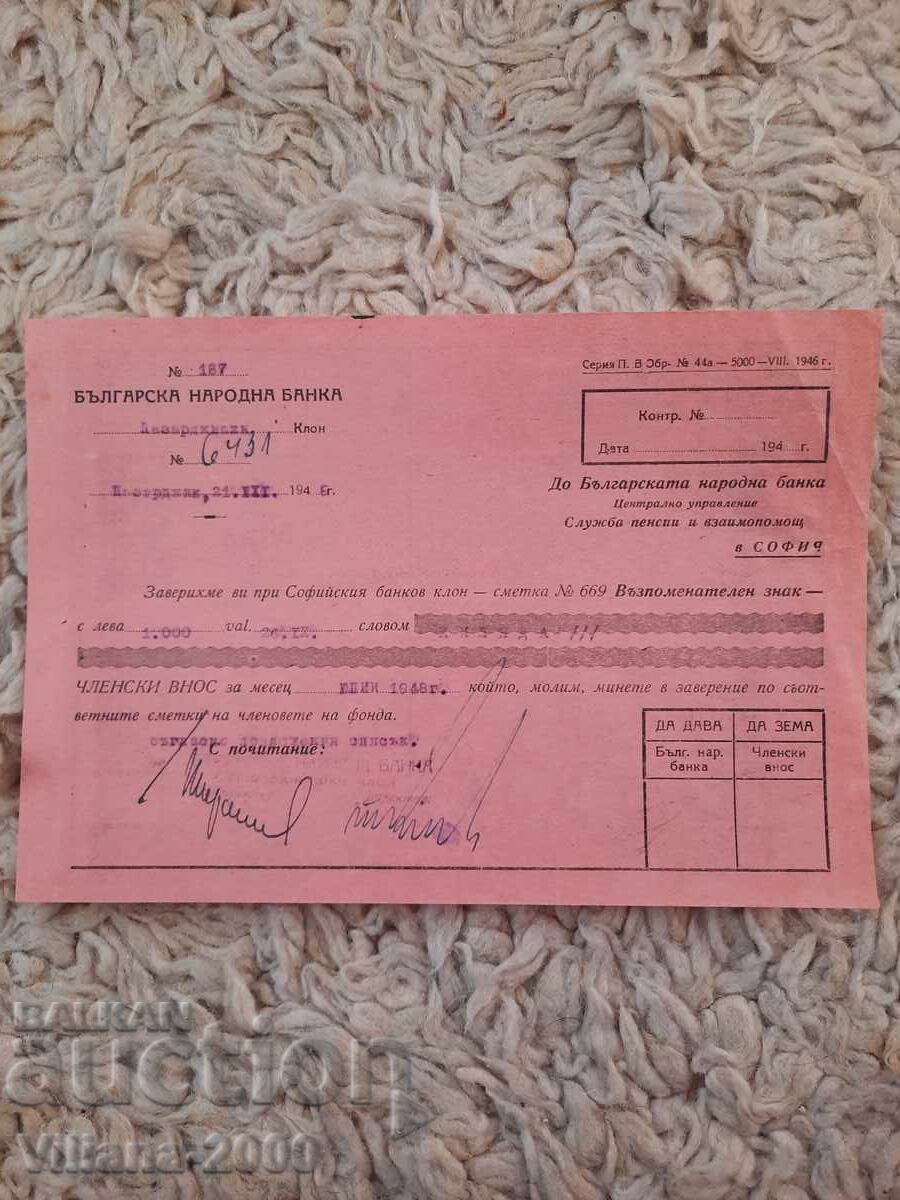 № 187
БЪЛГАРСКА НАРОДНА БАНКА
Клон
№ 6431
21. 194 г.
Серия П. В Обр- № 44а — 5000 —VIII. 1946 г.
Контр. №
Дата 194 г.
До Българската народна банка
Централно управление
Служба пенсии и взаимопомощ
в СОФИЯ
Заверихме ви при Софийския банков клон — сметка № 669 Възпоменателен знак —
с лева 1.000 val. словом
ЧЛЕНСКИ ВНОС за месец 1948г. който, молим, минете в заверение по съот-
ветните сметки на членовете на фонда.
списък.
С почитание:
БАНКА
ДА ДАВА ДА ЗЕМА
Бълг. нар. банка Членски внос
BALKAN
auction
Viliana-2000